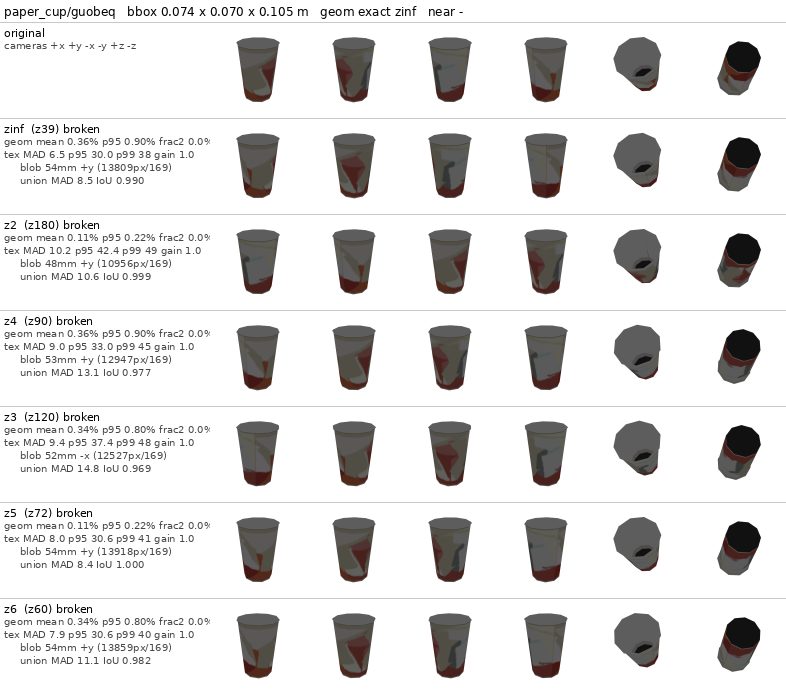 paper_cup/guobeq   bbox 0.074 x 0.070 x 0.105 m   geom exact zinf   near -
original
cameras +x +y -x -y +z -z
zinf  (z39) broken
geom mean 0.36% p95 0.90% frac2 0.0%
tex MAD 6.5 p95 30.0 p99 38 gain 1.0
blob 54mm +y (13809px/169)
union MAD 8.5 IoU 0.990
z2  (z180) broken
geom mean 0.11% p95 0.22% frac2 0.0%
tex MAD 10.2 p95 42.4 p99 49 gain 1.0
blob 48mm +y (10956px/169)
union MAD 10.6 IoU 0.999
z4  (z90) broken
geom mean 0.36% p95 0.90% frac2 0.0%
tex MAD 9.0 p95 33.0 p99 45 gain 1.0
blob 53mm +y (12947px/169)
union MAD 13.1 IoU 0.977
z3  (z120) broken
geom mean 0.34% p95 0.80% frac2 0.0%
tex MAD 9.4 p95 37.4 p99 48 gain 1.0
blob 52mm -x (12527px/169)
union MAD 14.8 IoU 0.969
z5  (z72) broken
geom mean 0.11% p95 0.22% frac2 0.0%
tex MAD 8.0 p95 30.6 p99 41 gain 1.0
blob 54mm +y (13918px/169)
union MAD 8.4 IoU 1.000
z6  (z60) broken
geom mean 0.34% p95 0.80% frac2 0.0%
tex MAD 7.9 p95 30.6 p99 40 gain 1.0
blob 54mm +y (13859px/169)
union MAD 11.1 IoU 0.982